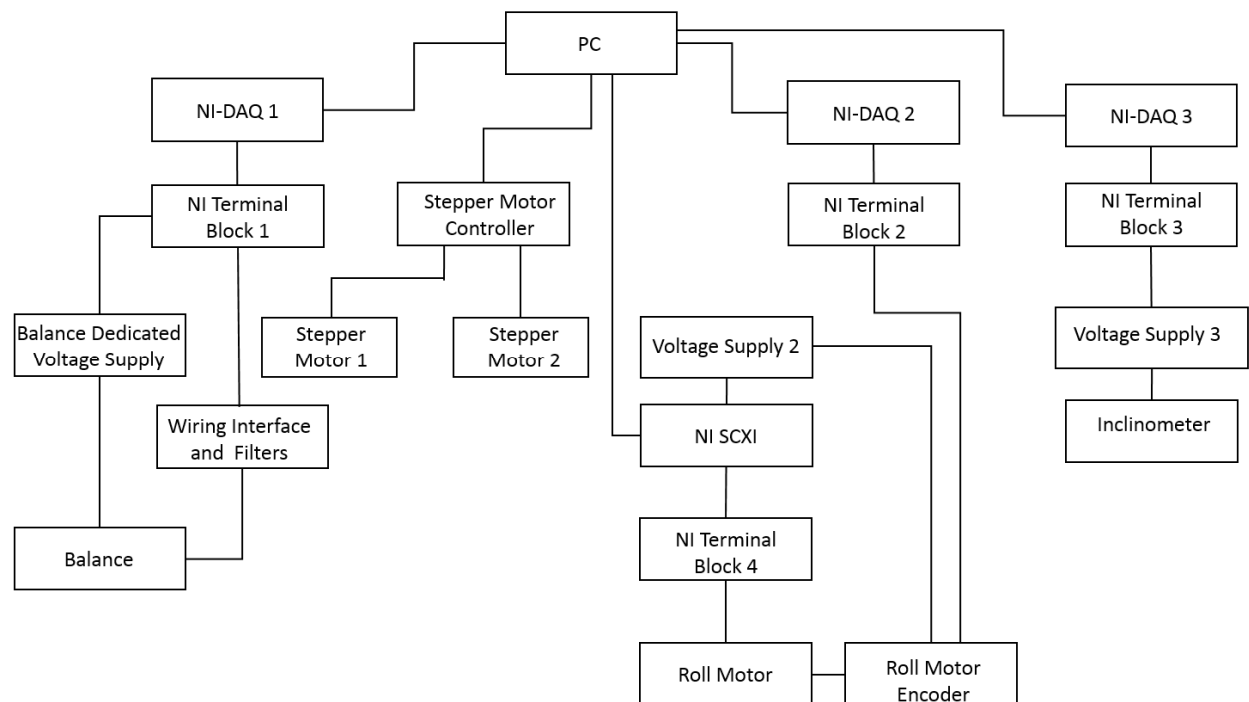 PC
NI-DAQ 1
NI-DAQ 2
NI-DAQ 3
NI Terminal
Block 1
Stepper Motor
Controller
NI Terminal
Block 2
NI Terminal
Block 3
Balance Dedicated
Voltage Supply
Stepper
Motor 1
Stepper
Motor 2
Voltage Supply 2
Voltage Supply 3
Wiring Interface
and Filters
NI SCXI
Inclinometer
Balance
NI Terminal
Block 4
Roll Motor
Roll Motor
Encoder